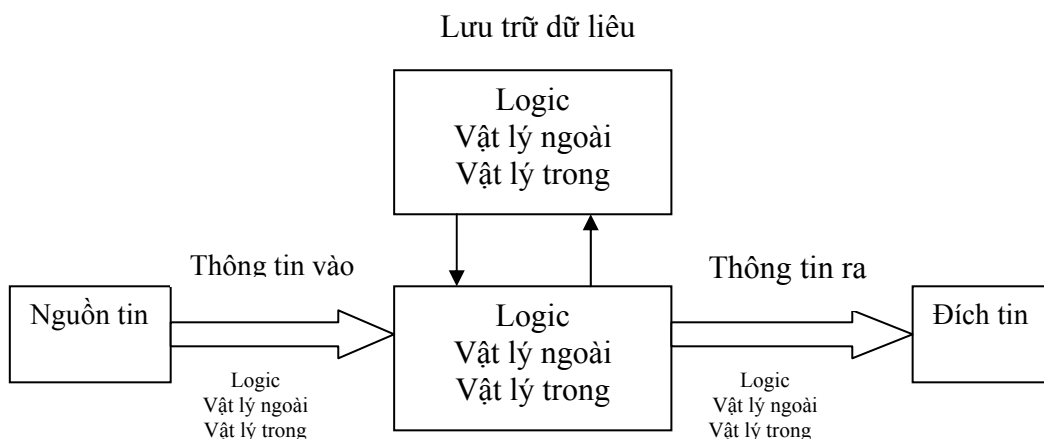 Lưu trữ dữ liêu
Logic
Vật lý ngoài
Vật lý trong
Thông tin vào
Thông tin ra
Nguồn tin
Logic
Vật lý ngoài
Vật lý trong
Đích tin
Logic
Vật lý ngoài
Vật lý trong
Logic
Vật lý ngoài
Vật lý trong